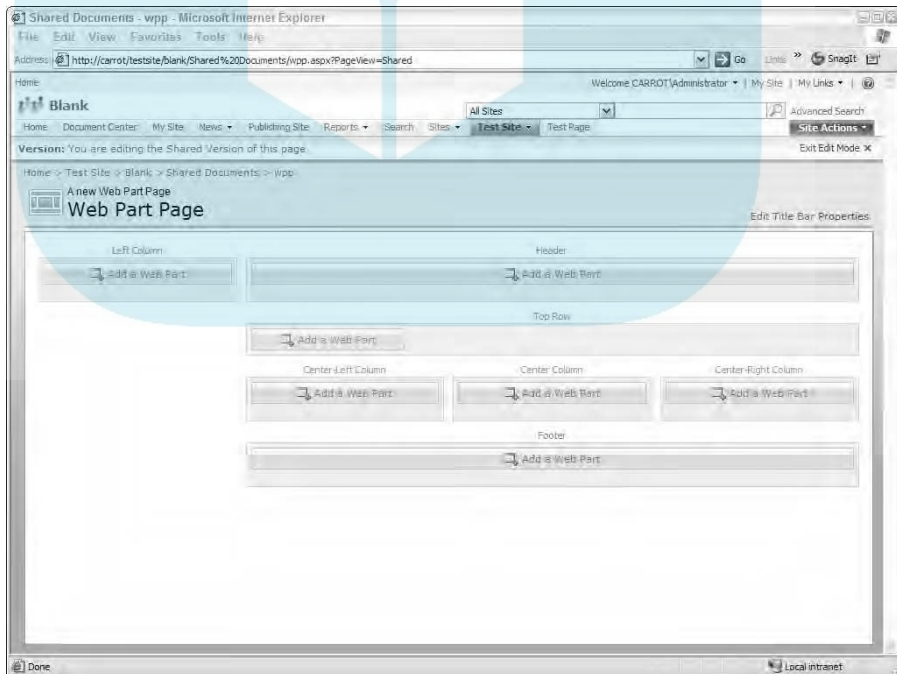 Shared Documents - wpp - Microsoft Internet Explorer
File Edit View Favorites Tools Help
Address http://carrot/testsite/blank/Shared%20Documents/wpp.aspx?PageView=Shared Go Links » SnagIt
Home Welcome CARROT\Administrator | My Site | My Links |
Blank
All Sites Advanced Search
Home Document Center My Site News Publishing Site Reports Search Sites Test Site Test Page Site Actions
Version: You are editing the Shared Version of this page Exit Edit Mode ×
Home > Test Site > Blank > Shared Documents > wpp
A new Web Part Page
Web Part Page
Edit Title Bar Properties
Left Column Header
Add a Web Part Add a Web Part
Top Row
Add a Web Part
Center-Left Column Center Column Center-Right Column
Add a Web Part Add a Web Part Add a Web Part
Footer
Add a Web Part
Done Local intranet